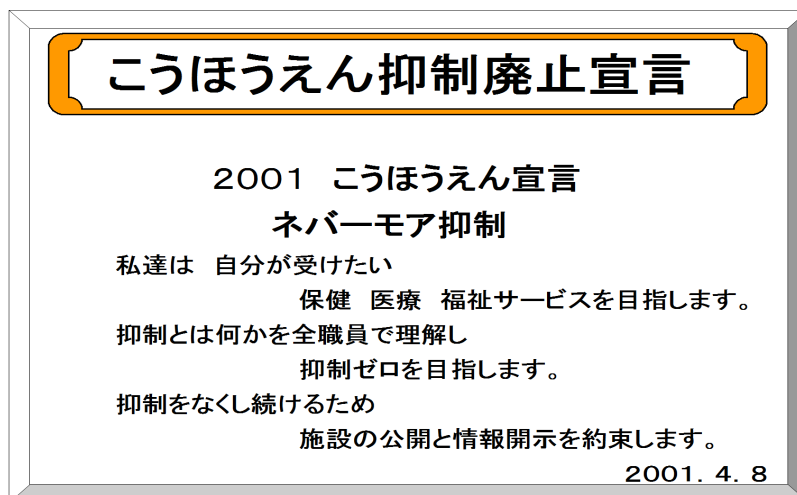 こうほうえん抑制廃止宣言
２００１　こうほうえん宣言
ネバーモア抑制
私達は　自分が受けたい
保健　医療　福祉サービスを目指します。
抑制とは何かを全職員で理解し
抑制ゼロを目指します。
抑制をなくし続けるため
施設の公開と情報開示を約束します。
２００１．４．８